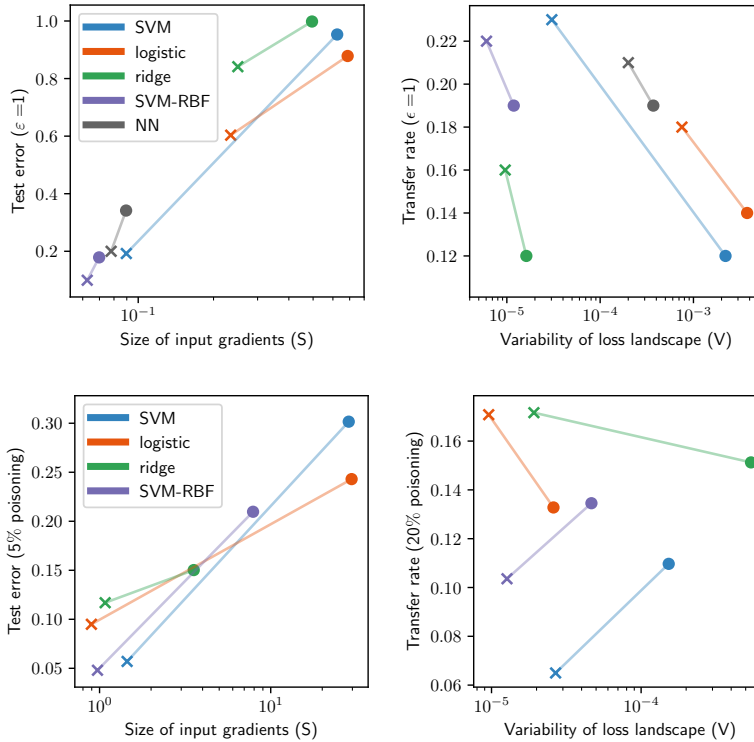 Test error (ε =1)
1.0
0.8
0.6
0.4
0.2
SVM
logistic
ridge
SVM-RBF
NN
10⁻¹
Size of input gradients (S)
Transfer rate (ϵ =1)
0.22
0.20
0.18
0.16
0.14
0.12
10⁻⁵
10⁻⁴
10⁻³
Variability of loss landscape (V)
Test error (5% poisoning)
0.30
0.25
0.20
0.15
0.10
0.05
SVM
logistic
ridge
SVM-RBF
10⁰
10¹
Size of input gradients (S)
Transfer rate (20% poisoning)
0.16
0.14
0.12
0.10
0.08
0.06
10⁻⁵
10⁻⁴
Variability of loss landscape (V)